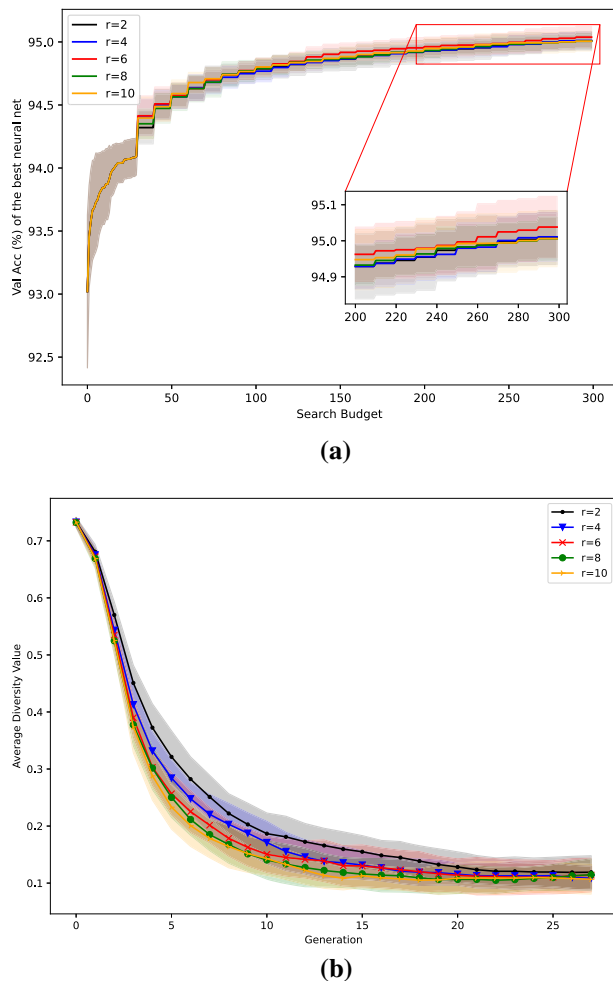 r=2
r=4
r=6
r=8
r=10
95.0
94.5
94.0
93.5
93.0
92.5
Val Acc (%) of the best neural net
95.1
95.0
94.9
200 220 240 260 280 300
0 50 100 150 200 250 300
Search Budget
(a)
r=2
r=4
r=6
r=8
r=10
0.7
0.6
0.5
0.4
0.3
0.2
0.1
Average Diversity Value
0 5 10 15 20 25
Generation
(b)